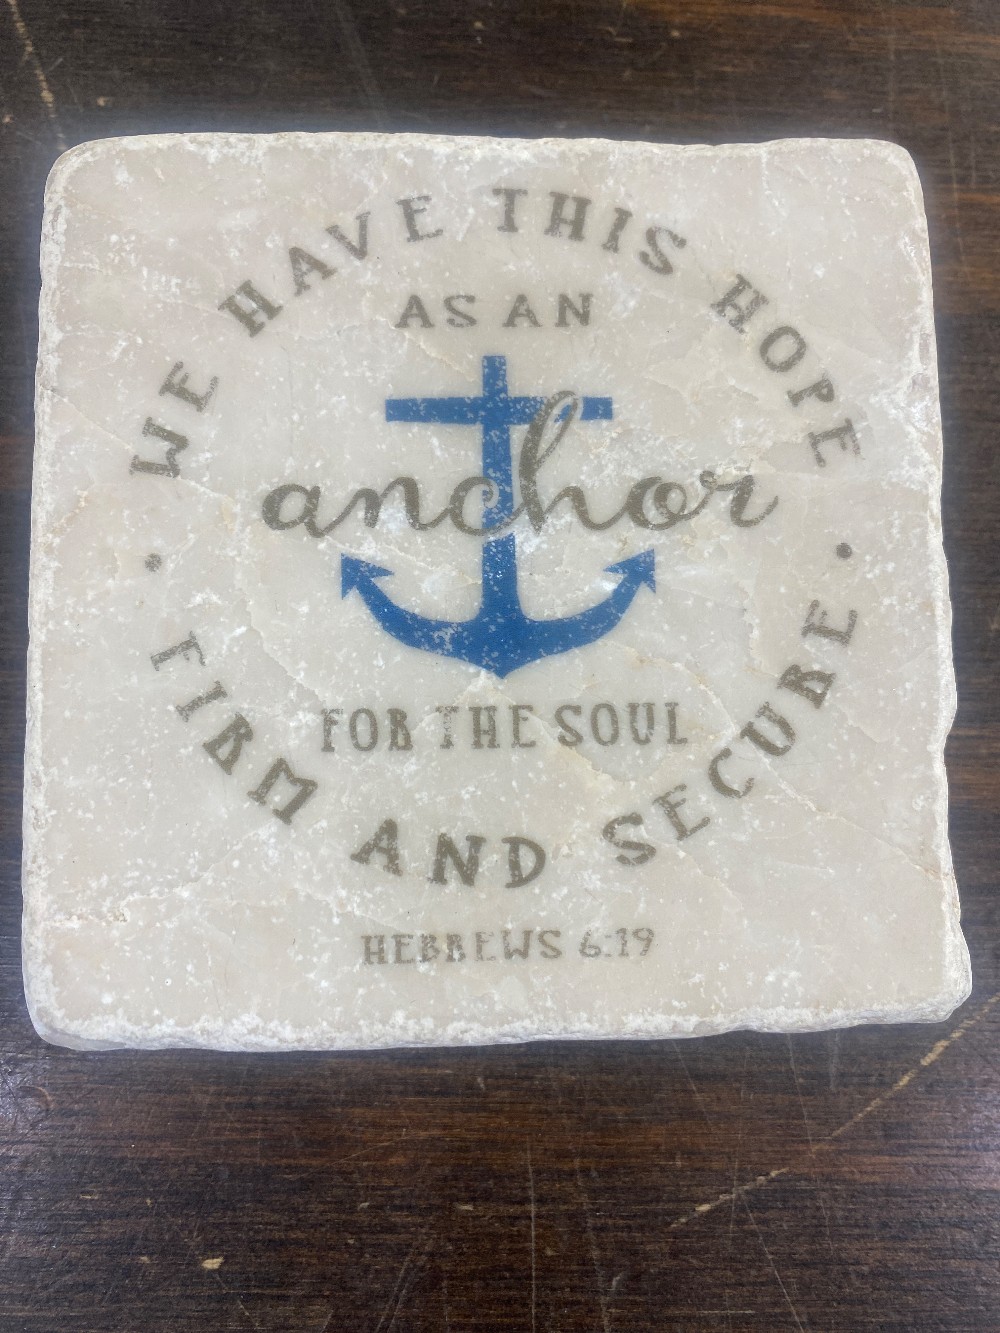 WE HAVE THIS HOPE
AS AN
anchor
FOR THE SOUL
• FIRM AND SECURE •
HEBREWS 6:19